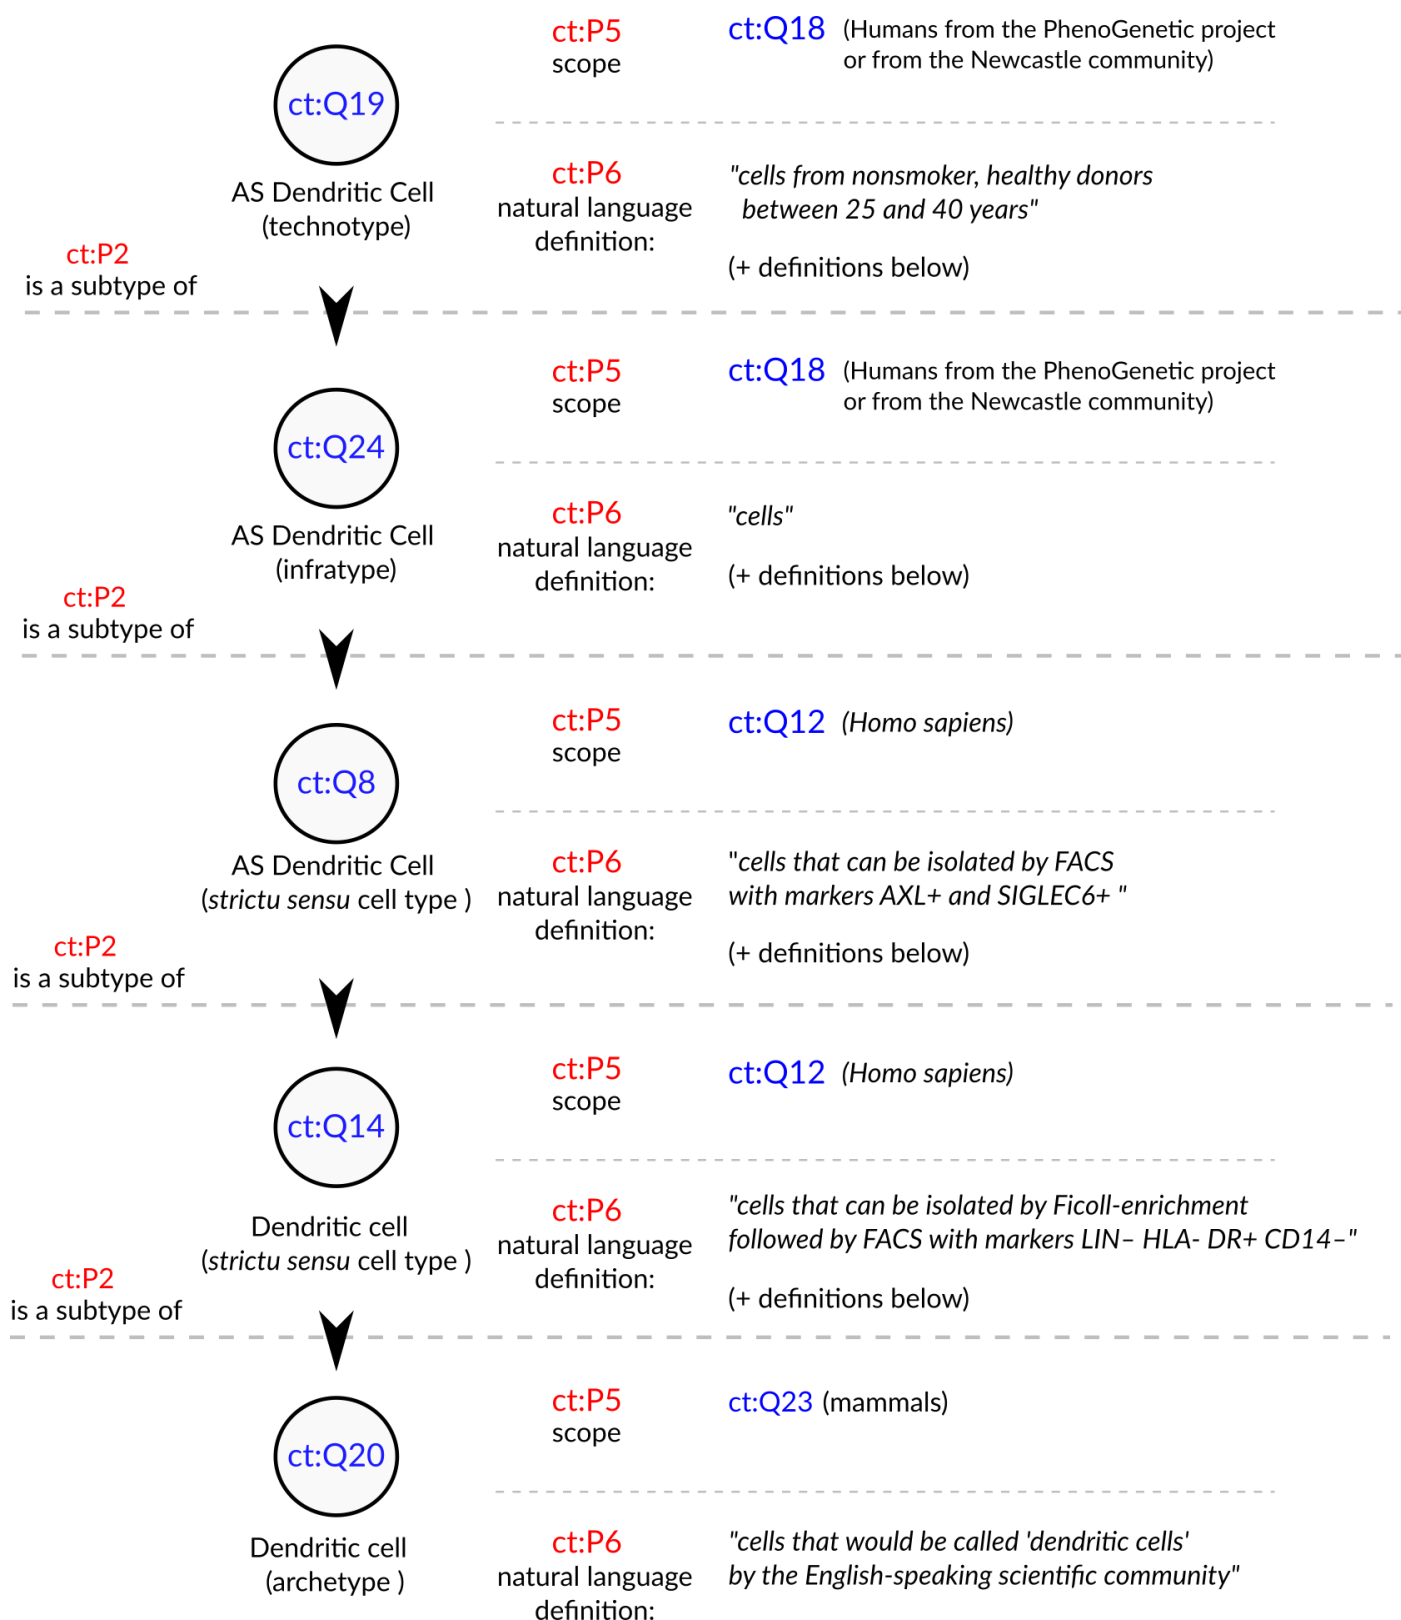 ct:P5
scope
ct:Q18 (Humans from the PhenoGenetic project
or from the Newcastle community)
ct:Q19
AS Dendritic Cell
(technotype)
ct:P6
natural language
definition:
"cells from nonsmoker, healthy donors
between 25 and 40 years"
(+ definitions below)
ct:P2
is a subtype of
ct:P5
scope
ct:Q18 (Humans from the PhenoGenetic project
or from the Newcastle community)
ct:Q24
AS Dendritic Cell
(infratype)
ct:P6
natural language
definition:
"cells"
(+ definitions below)
ct:P2
is a subtype of
ct:P5
scope
ct:Q12 (Homo sapiens)
ct:Q8
AS Dendritic Cell
(strictu sensu cell type )
ct:P6
natural language
definition:
"cells that can be isolated by FACS
with markers AXL+ and SIGLEC6+ "
(+ definitions below)
ct:P2
is a subtype of
ct:P5
scope
ct:Q12 (Homo sapiens)
ct:Q14
Dendritic cell
(strictu sensu cell type )
ct:P6
natural language
definition:
"cells that can be isolated by Ficoll-enrichment
followed by FACS with markers LIN– HLA- DR+ CD14–"
(+ definitions below)
ct:P2
is a subtype of
ct:P5
scope
ct:Q23 (mammals)
ct:Q20
Dendritic cell
(archetype )
ct:P6
natural language
definition:
"cells that would be called 'dendritic cells'
by the English-speaking scientific community"